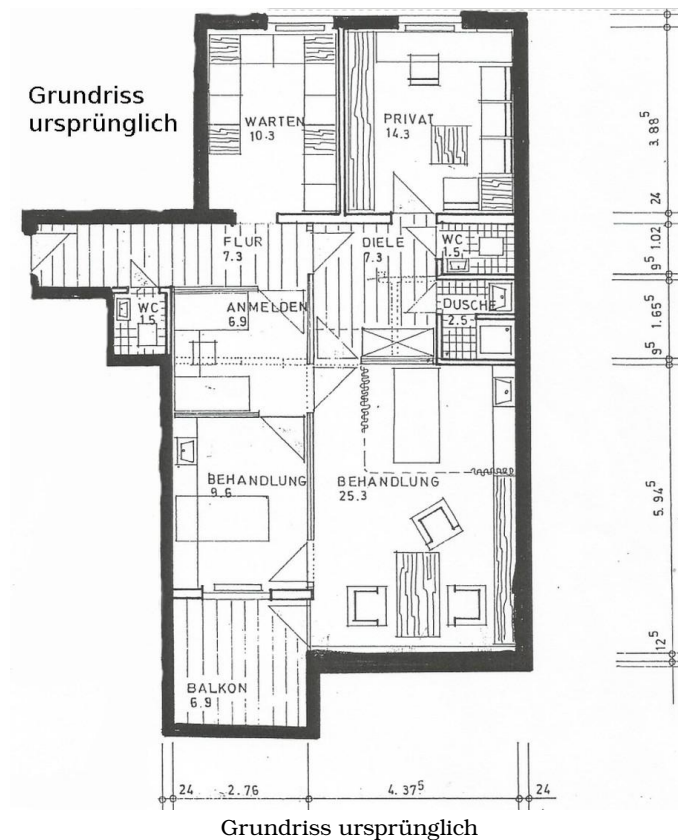 Grundriss
ursprünglich
WARTEN
10.3
PRIVAT
14.3
3.88⁵
24
FLUR
7.3
DIELE
7.3
WC
1.5
9⁵ 1.02
WC
1.5
ANMELDEN
6.9
DUSCHE
2.5
9⁵ 1.65⁵
BEHANDLUNG
9.6
BEHANDLUNG
25.3
5.94⁵
12⁵
BALKON
6.9
24 2.76 4.37⁵ 24
Grundriss ursprünglich